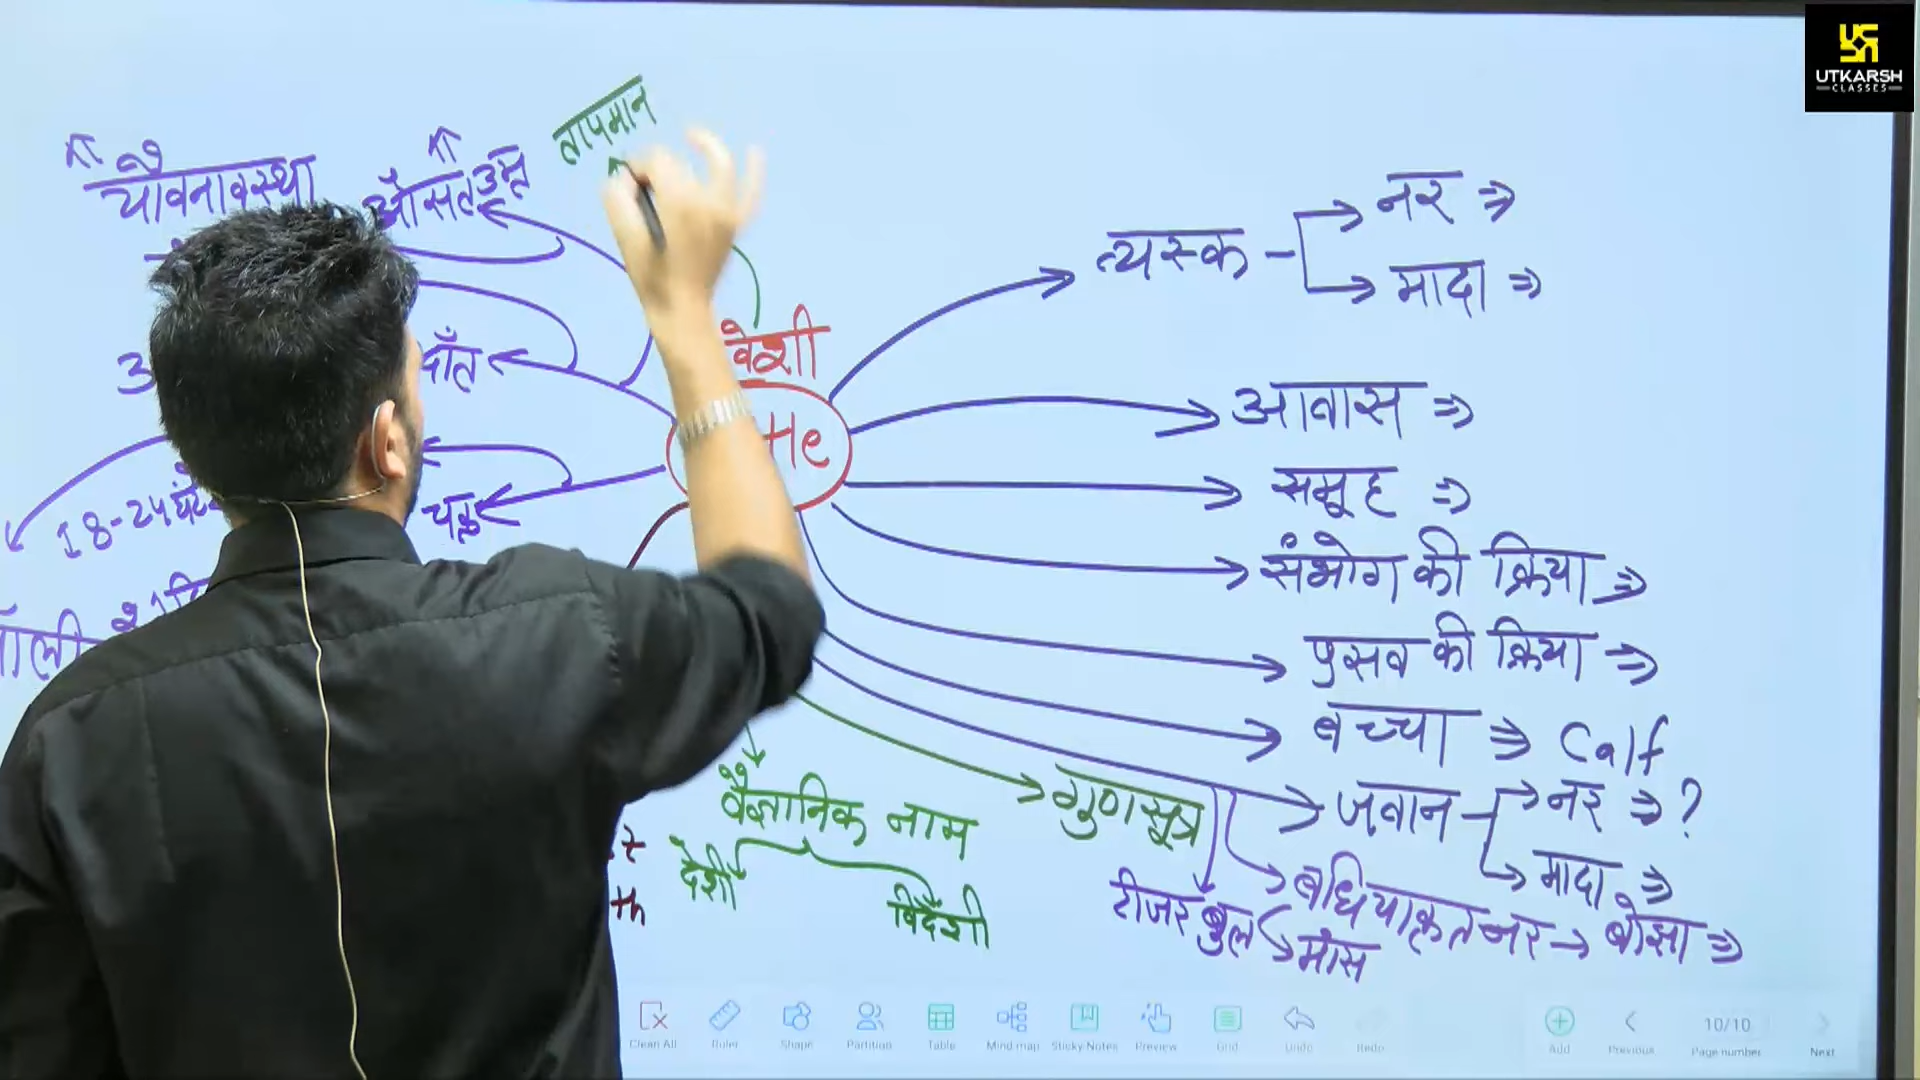 UTKARSH
CLASSES
तापमान
यौवनावस्था
औसत उम्र
त्यस्क
नर ⇒
मादा ⇒
वेशी
दाँत
He
आवास ⇒
समूह ⇒
18-24 घंटे
चक्र
संभोग की क्रिया ⇒
प्रसव की क्रिया ⇒
बच्चा ⇒ Calf
वैज्ञानिक नाम
देशी
विदेशी
गुणसूत्र
जवान
नर ⇒ ?
मादा ⇒
टीजर बुल
बधियाकृत नर → बोझा ⇒
मांस
th
Clean All
Ruler
Shape
Partition
Table
Mind map
Sticky Notes
Preview
Grid
Undo
Redo
Add
Previous
10/10
Page number
Next